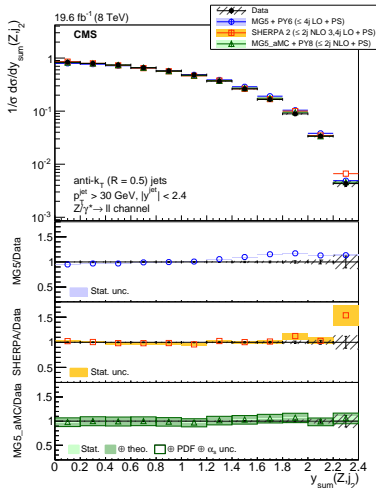 19.6 fb⁻¹ (8 TeV)
Data
MG5 + PY6 (≤ 4j LO + PS)
SHERPA 2 (≤ 2j NLO 3,4j LO + PS)
MG5_aMC + PY8 (≤ 2j NLO + PS)
CMS
1/σ dσ/dy_sum(Z,j₂)
1
10⁻¹
10⁻²
10⁻³
anti-k_T (R = 0.5) jets
p_T^jet > 30 GeV, |y^jet| < 2.4
Z/γ*→ ll channel
MG5/Data
1.5
1
0.5
Stat. unc.
SHERPA/Data
1.5
1
0.5
Stat. unc.
MG5_aMC/Data
1.5
1
0.5
Stat. ⊕ theo. ⊕ PDF ⊕ α_s unc.
0 0.2 0.4 0.6 0.8 1 1.2 1.4 1.6 1.8 2 2.2 2.4
y_sum(Z,j₂)